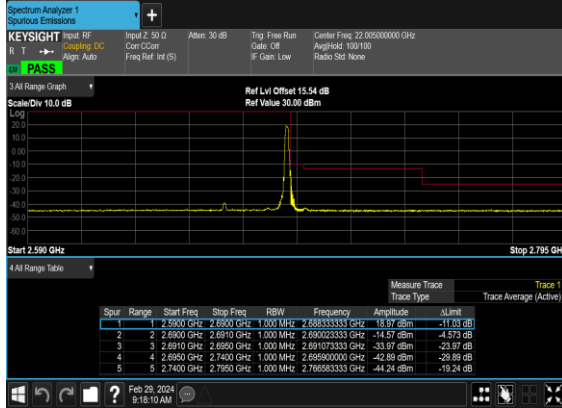 Spectrum Analyzer 1
Spurious Emissions
+
KEYSIGHT Input: RF Input Z: 50 Ω Atten: 30 dB Trig: Free Run Center Freq: 22.005000000 GHz
R T Coupling: DC Corr CCorr Gate: Off Avg|Hold: 100/100
Align: Auto Freq Ref: Int (S) IF Gain: Low Radio Std: None
PASS
3 All Range Graph
Ref Lvl Offset 15.54 dB
Scale/Div 10.0 dB Ref Value 30.00 dBm
Log
20.0
10.0
0.00
-10.0
-20.0
-30.0
-40.0
-50.0
-60.0
Start 2.590 GHz Stop 2.795 GH
4 All Range Table
Measure Trace Trace 1
Trace Type Trace Average (Active)
Spur Range Start Freq Stop Freq RBW Frequency Amplitude ΔLimit
1 1 2.5900 GHz 2.6900 GHz 1.000 MHz 2.688333333 GHz 18.97 dBm -11.03 dB
2 2 2.6900 GHz 2.6910 GHz 1.000 MHz 2.690023333 GHz -14.57 dBm -4.573 dB
3 3 2.6910 GHz 2.6950 GHz 1.000 MHz 2.691073333 GHz -33.97 dBm -23.97 dB
4 4 2.6950 GHz 2.7400 GHz 1.000 MHz 2.695900000 GHz -42.89 dBm -29.89 dB
5 5 2.7400 GHz 2.7950 GHz 1.000 MHz 2.766583333 GHz -44.24 dBm -19.24 dB
?
Feb 29, 2024
9:18:10 AM